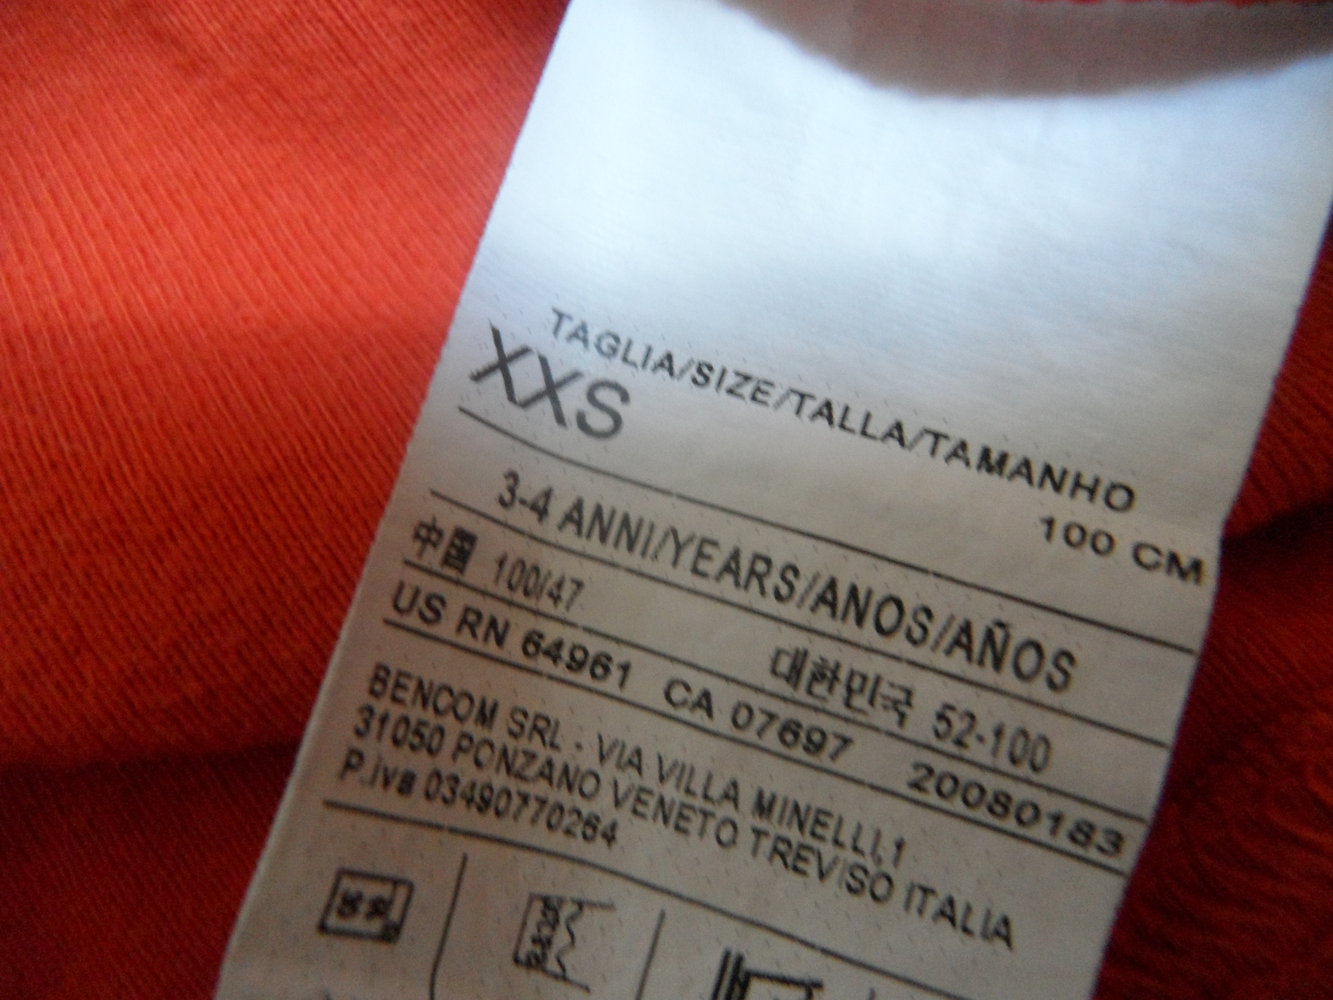 TAGLIA/SIZE/TALLA/TAMANHO
XXS 100 CM
3-4 ANNI/YEARS/ANOS/AÑOS
中国 100/47 대한민국 52-100
US RN 64961 CA 07697 20080183
BENCOM SRL - VIA VILLA MINELLI,1
31050 PONZANO VENETO TREVISO ITALIA
P.iva 03490770264